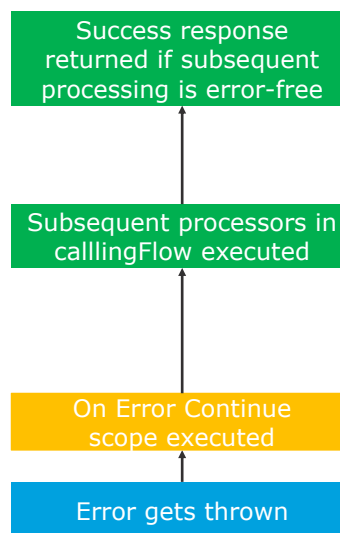 Success response
returned if subsequent
processing is error-free
Subsequent processors in
calllingFlow executed
On Error Continue
scope executed
Error gets thrown